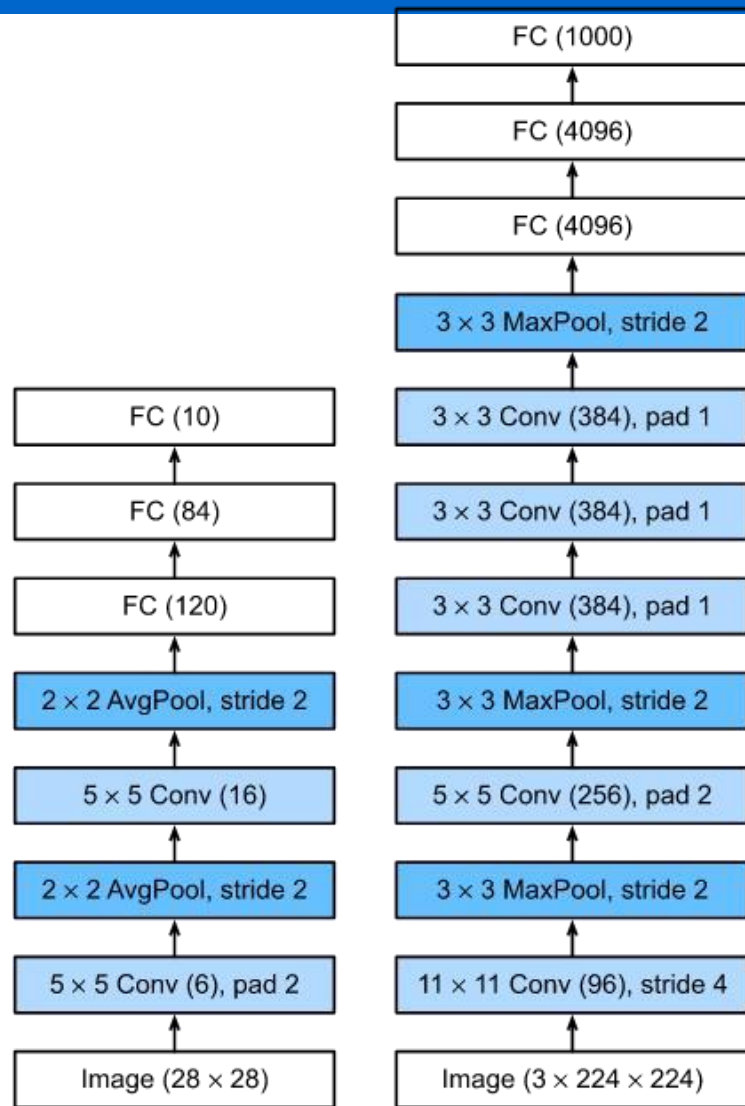 FC (10)
FC (84)
FC (120)
2 × 2 AvgPool, stride 2
5 × 5 Conv (16)
2 × 2 AvgPool, stride 2
5 × 5 Conv (6), pad 2
Image (28 × 28)
FC (1000)
FC (4096)
FC (4096)
3 × 3 MaxPool, stride 2
3 × 3 Conv (384), pad 1
3 × 3 Conv (384), pad 1
3 × 3 Conv (384), pad 1
3 × 3 MaxPool, stride 2
5 × 5 Conv (256), pad 2
3 × 3 MaxPool, stride 2
11 × 11 Conv (96), stride 4
Image (3 × 224 × 224)